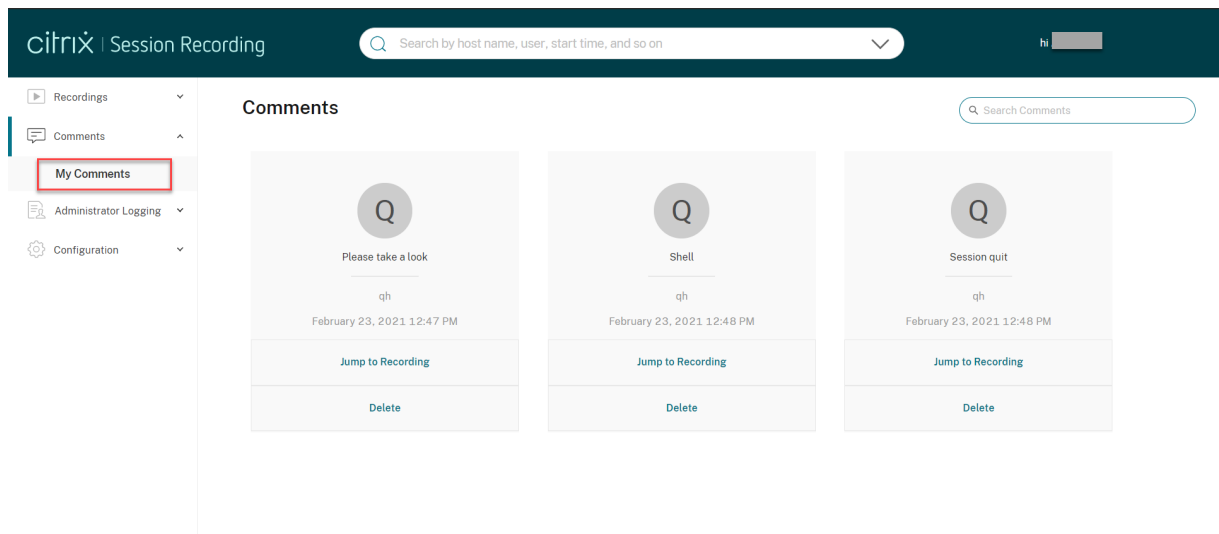 citrix | Session Recording
Search by host name, user, start time, and so on
hi
Recordings
Comments
My Comments
Administrator Logging
Configuration
Comments
Search Comments
Q
Please take a look
qh
February 23, 2021 12:47 PM
Jump to Recording
Delete
Q
Shell
qh
February 23, 2021 12:48 PM
Jump to Recording
Delete
Q
Session quit
qh
February 23, 2021 12:48 PM
Jump to Recording
Delete